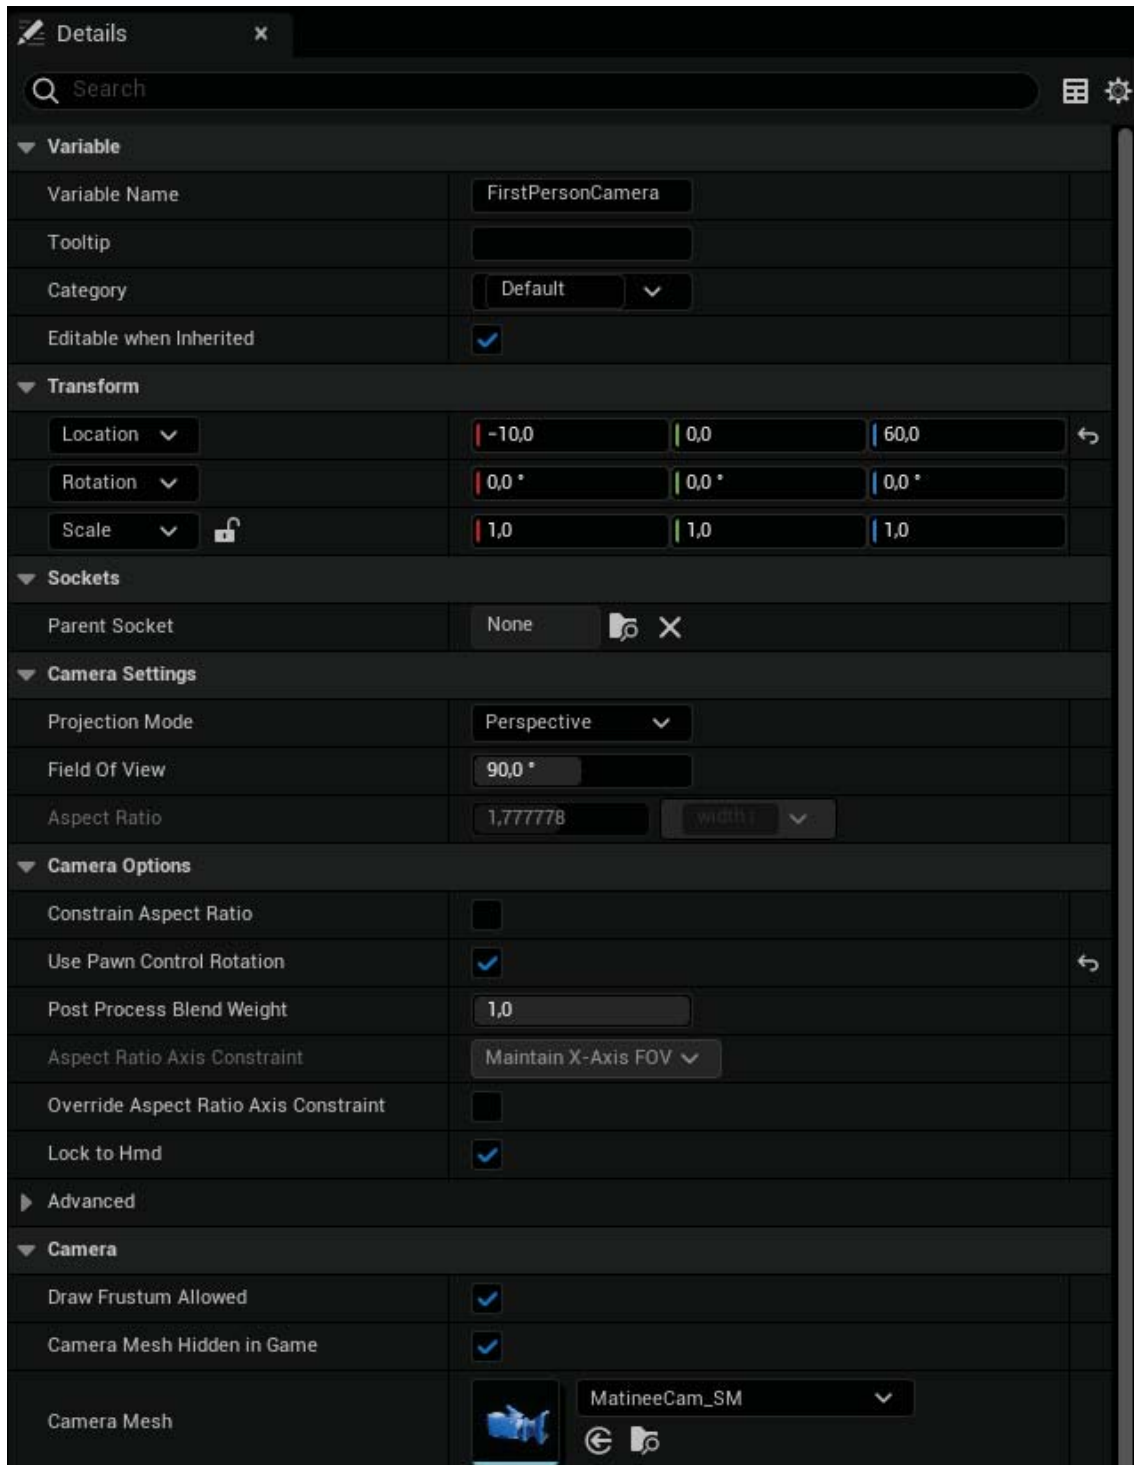 Details
Search
Variable
Variable Name FirstPersonCamera
Tooltip
Category Default
Editable when Inherited
Transform
Location -10,0 0,0 60,0
Rotation 0,0 ° 0,0 ° 0,0 °
Scale 1,0 1,0 1,0
Sockets
Parent Socket None
Camera Settings
Projection Mode Perspective
Field Of View 90,0 °
Aspect Ratio 1,777778 width :
Camera Options
Constrain Aspect Ratio
Use Pawn Control Rotation
Post Process Blend Weight 1,0
Aspect Ratio Axis Constraint Maintain X-Axis FOV
Override Aspect Ratio Axis Constraint
Lock to Hmd
Advanced
Camera
Draw Frustum Allowed
Camera Mesh Hidden in Game
Camera Mesh MatineeCam_SM